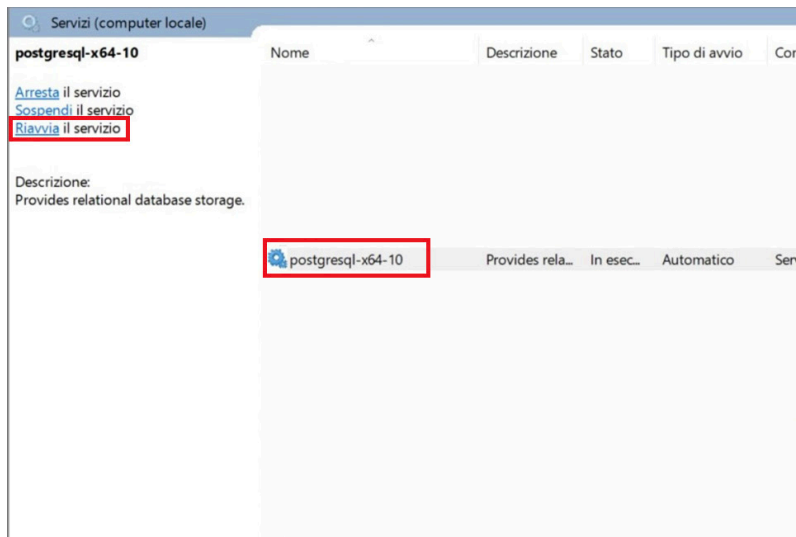 Servizi (computer locale)
postgresql-x64-10
Arresta il servizio
Sospendi il servizio
Riavvia il servizio
Descrizione:
Provides relational database storage.
Nome Descrizione Stato Tipo di avvio
postgresql-x64-10 Provides rela... In esec... Automatico